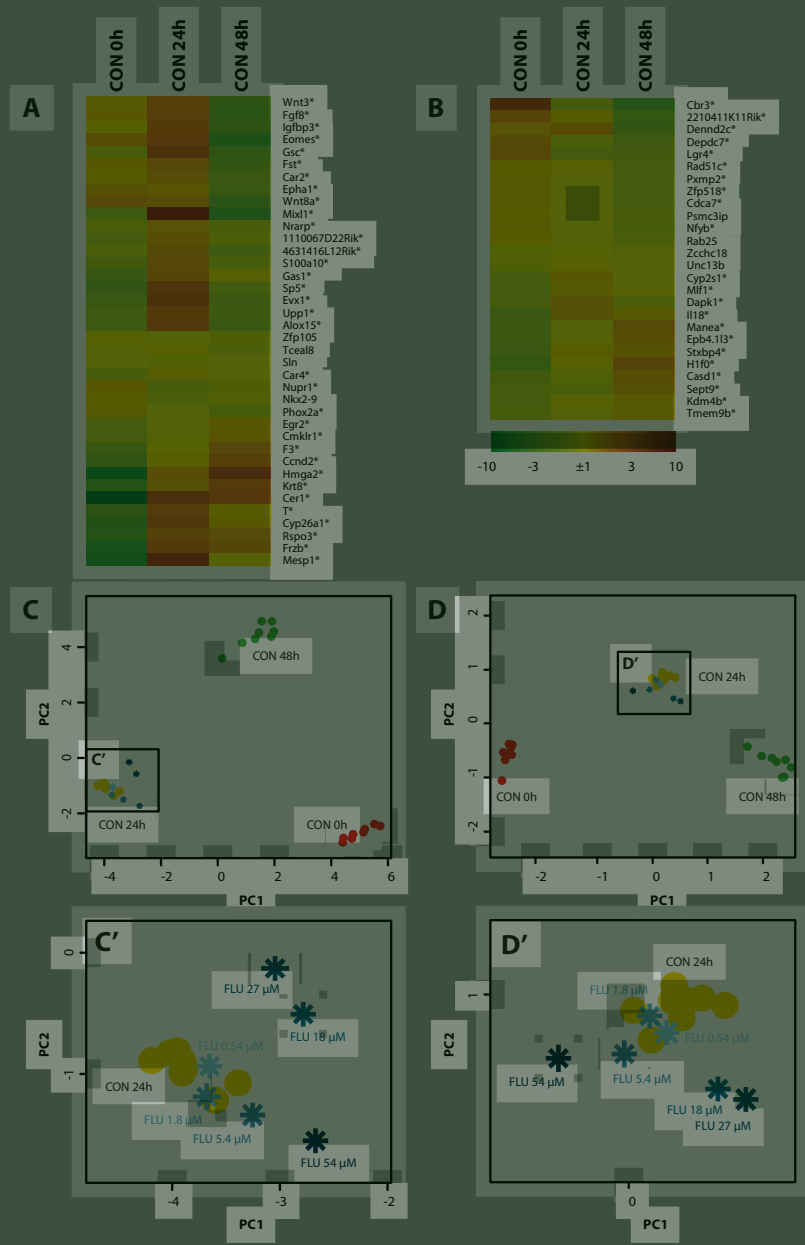 A
CON 0h
CON 24h
CON 48h
Wnt3*
Fgf8*
Igfbp3*
Eomes*
Gsc*
Fst*
Car2*
Epha1*
Wnt8a*
Mixl1*
Nrarp*
1110067D22Rik*
4631416L12Rik*
S100a10*
Gas1*
Sp5*
Evx1*
Upp1*
Alox15*
Zfp105
Tceal8
Sln
Car4*
Nupr1*
Nkx2-9
Phox2a*
Egr2*
Cmklr1*
F3*
Ccnd2*
Hmga2*
Krt8*
Cer1*
T*
Cyp26a1*
Rspo3*
Frzb*
Mesp1*
B
CON 0h
CON 24h
CON 48h
Cbr3*
2210411K11Rik*
Dennd2c*
Depdc7*
Lgr4*
Rad51c*
Pxmp2*
Zfp518*
Cdca7*
Psmc3ip
Nfyb*
Rab25
Zcchc18
Unc13b
Cyp2s1*
Mlf1*
Dapk1*
Il18*
Manea*
Epb4.1l3*
Stxbp4*
H1f0*
Casd1*
Sept9*
Kdm4b*
Tmem9b*
-10 -3 ±1 3 10
C
PC2
4
2
0
-2
CON 48h
C′
CON 24h
CON 0h
-4 -2 0 2 4 6
PC1
D
PC2
2
1
0
-1
-2
D′
CON 24h
CON 0h
CON 48h
-2 -1 0 1 2
PC1
C′
PC2
0
-1
FLU 27 µM
FLU 18 µM
FLU 0.54 µM
CON 24h
FLU 1.8 µM
FLU 5.4 µM
FLU 54 µM
-4 -3 -2
PC1
D′
PC2
1
CON 24h
FLU 1.8 µM
FLU 0.54 µM
FLU 5.4 µM
FLU 54 µM
FLU 18 µM
FLU 27 µM
0
PC1